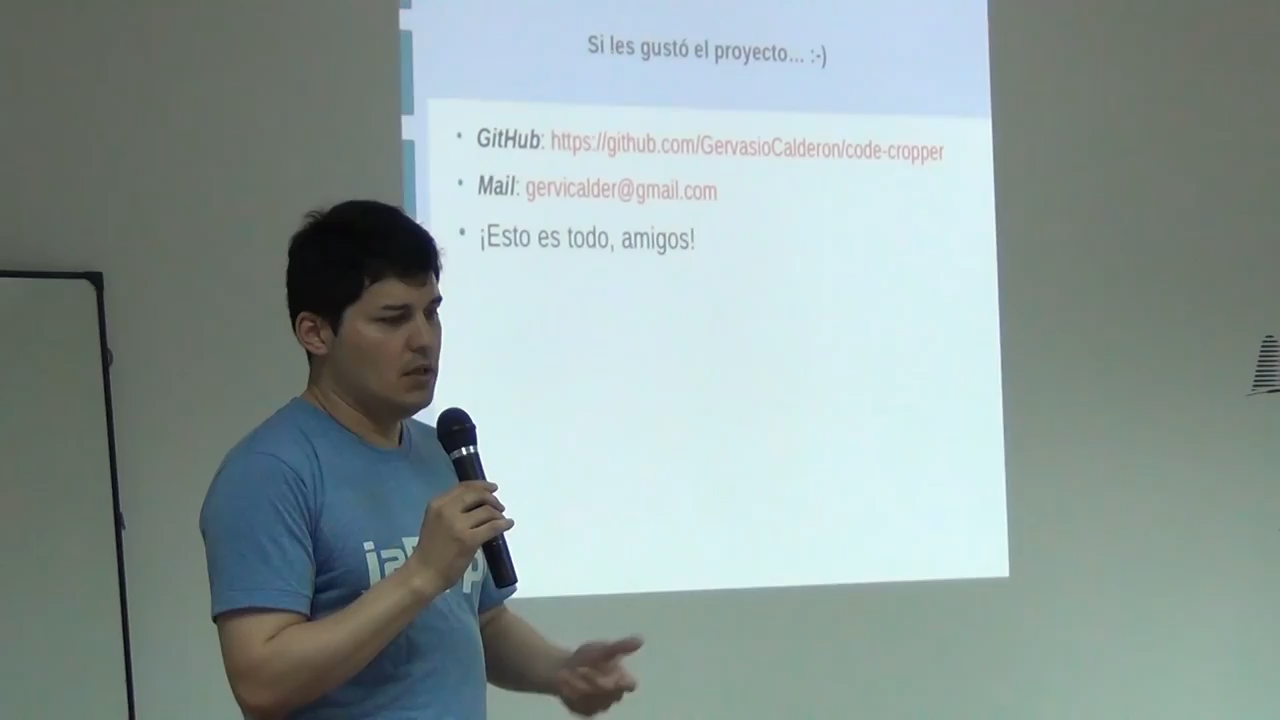 Si les gustó el proyecto... :-)
• GitHub: https://github.com/GervasioCalderon/code-cropper
• Mail: gervicalder@gmail.com
• ¡Esto es todo, amigos!